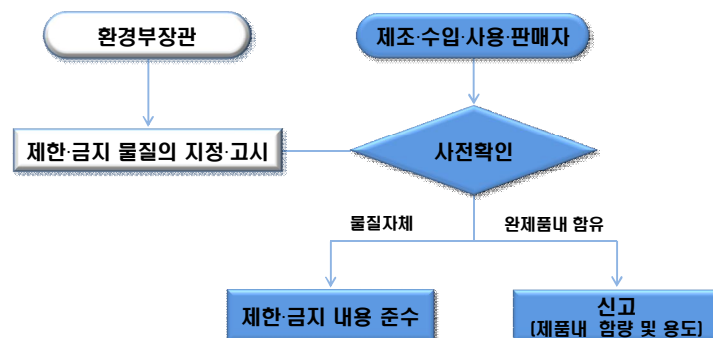 환경부장관
제조·수입·사용·판매자
제한·금지 물질의 지정·고시
사전확인
물질자체
완제품내 함유
제한·금지 내용 준수
신고
(제품내 함량 및 용도)